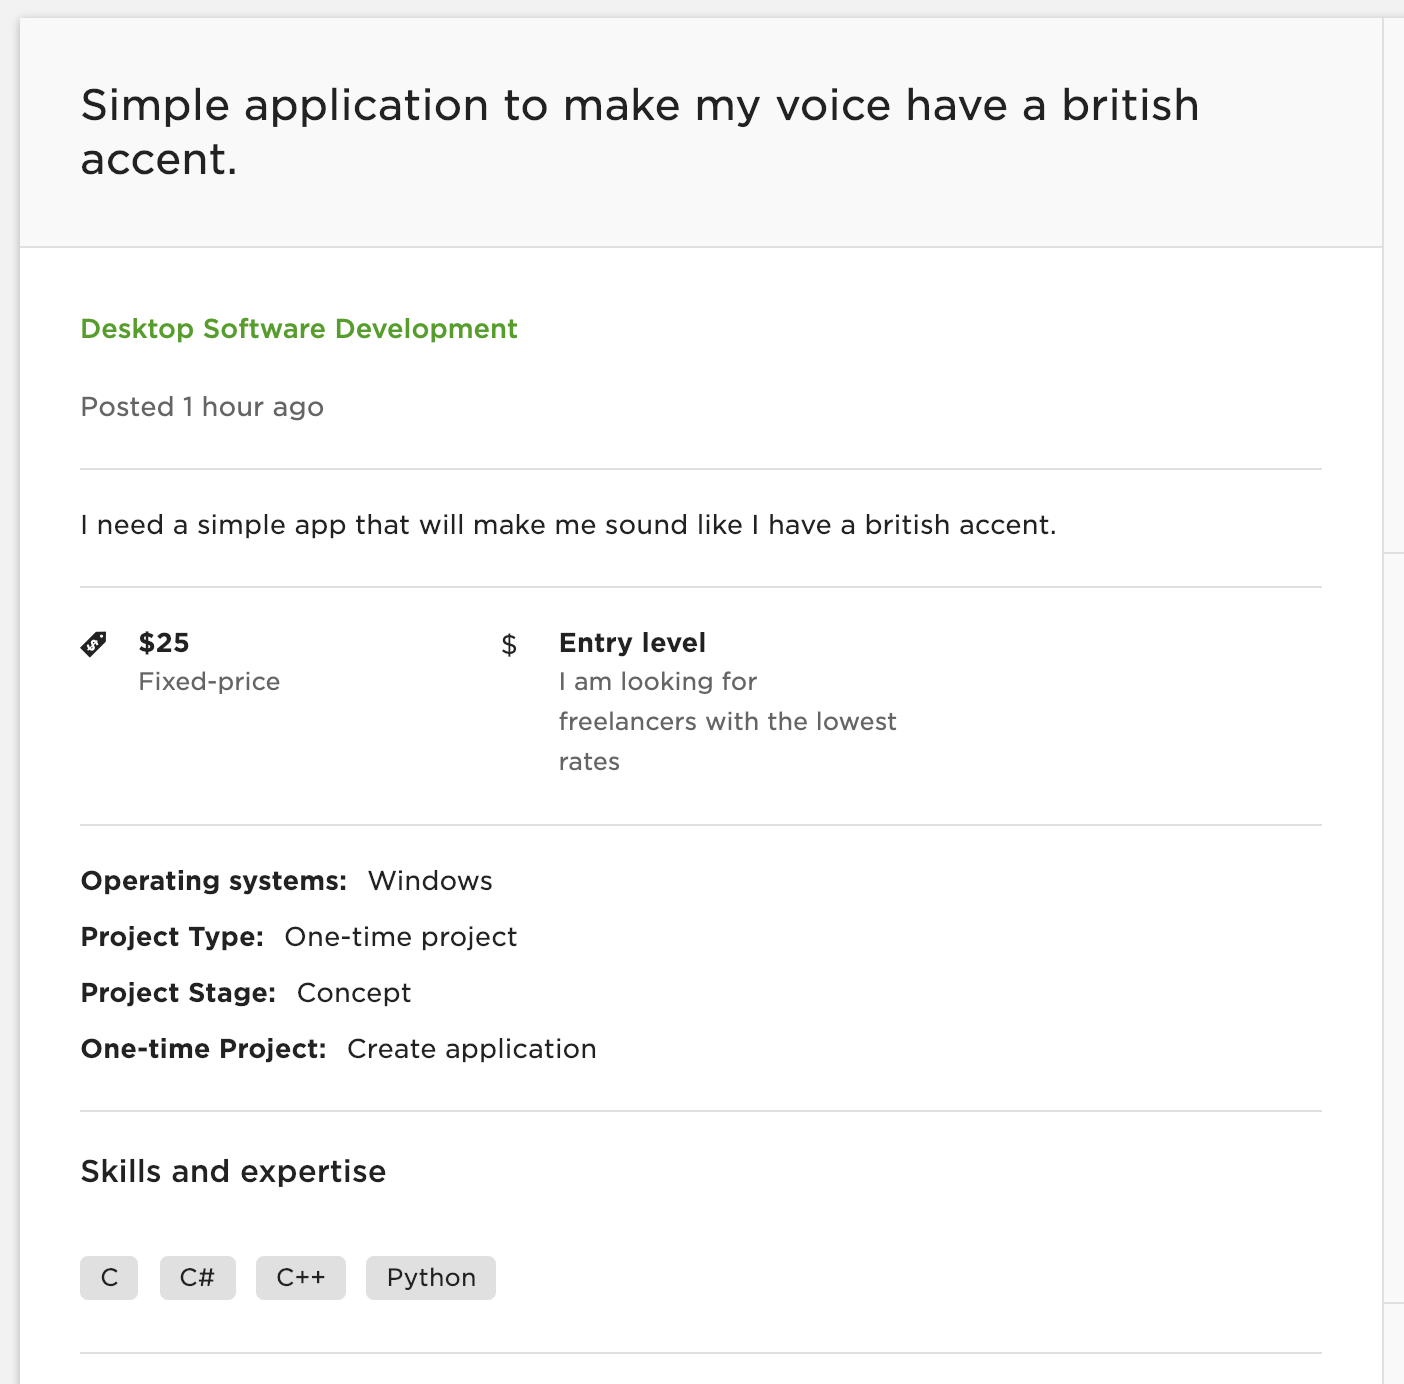 Simple application to make my voice have a british
accent.
Desktop Software Development
Posted 1 hour ago
I need a simple app that will make me sound like I have a british accent.
$25
Fixed-price
$ Entry level
I am looking for
freelancers with the lowest
rates
Operating systems: Windows
Project Type: One-time project
Project Stage: Concept
One-time Project: Create application
Skills and expertise
C C# C++ Python